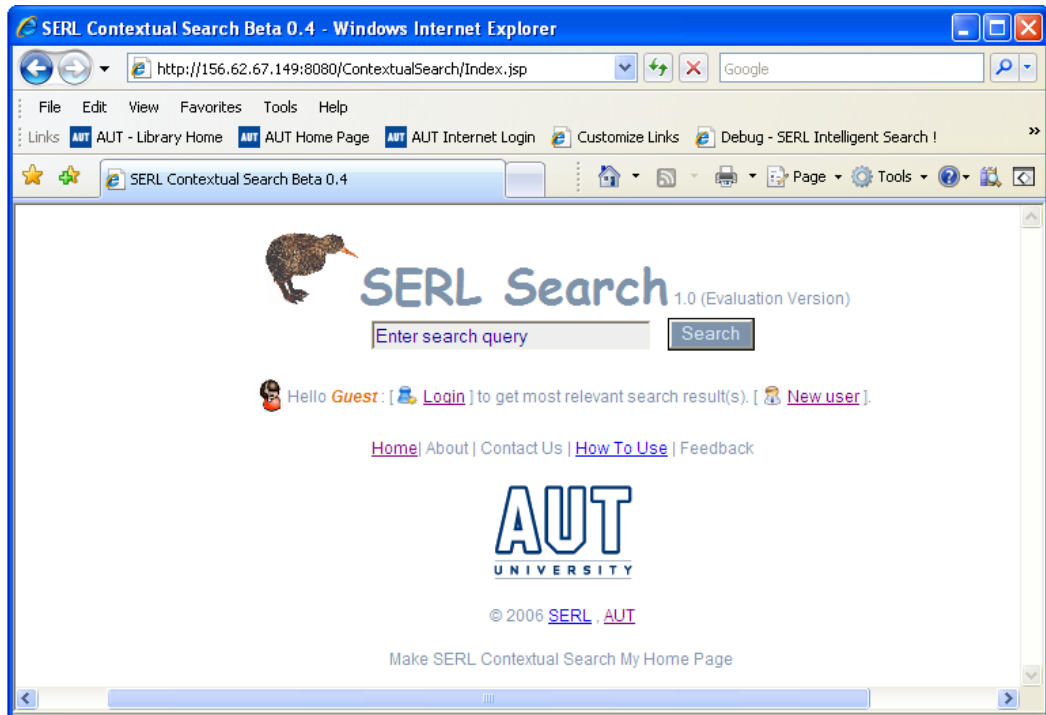 SERL Contextual Search Beta 0.4 - Windows Internet Explorer
http://156.62.67.149:8080/ContextualSearch/Index.jsp Google
File Edit View Favorites Tools Help
Links AUT AUT - Library Home AUT AUT Home Page AUT AUT Internet Login Customize Links Debug - SERL Intelligent Search ! »
SERL Contextual Search Beta 0.4 Page Tools
SERL Search 1.0 (Evaluation Version)
Enter search query Search
Hello Guest : [ Login ] to get most relevant search result(s). [ New user ].
Home| About | Contact Us | How To Use | Feedback
AUT
UNIVERSITY
© 2006 SERL , AUT
Make SERL Contextual Search My Home Page